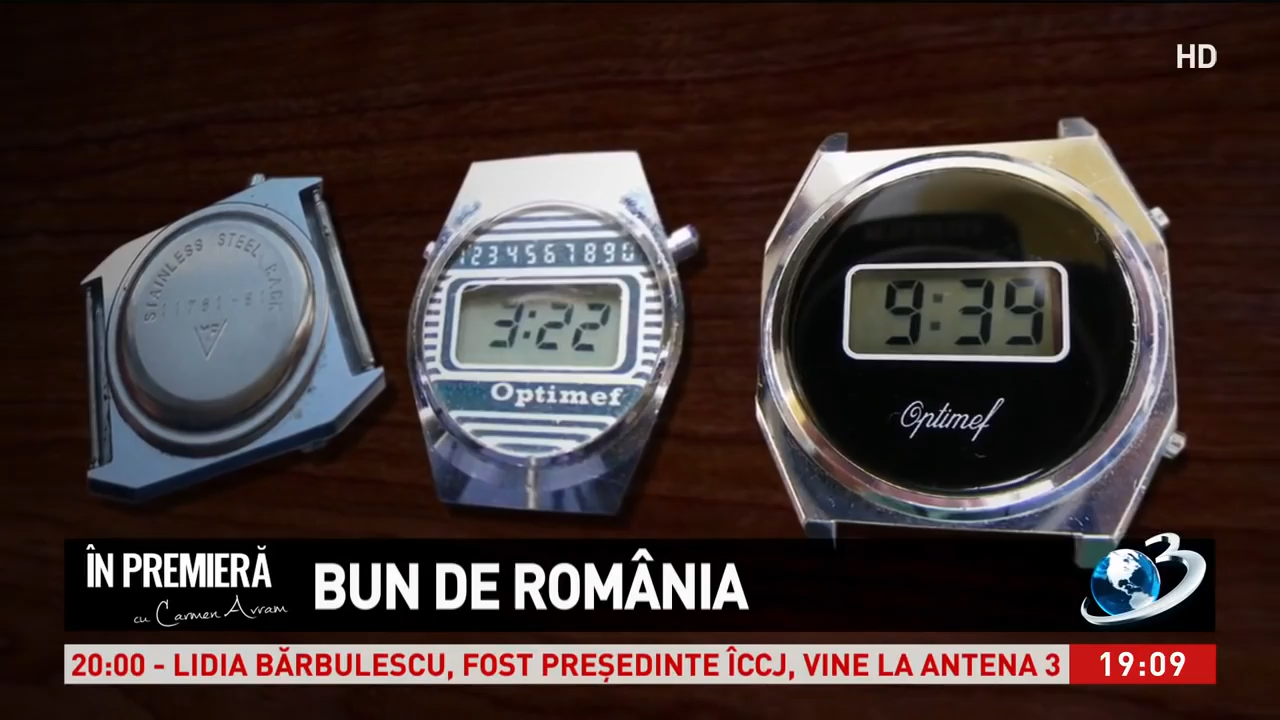 HD
STAINLESS STEEL BACK
1234567890
3:22
Optimef
9:39
Optimef
ÎN PREMIERĂ
cu Carmen Avram
BUN DE ROMÂNIA
3
20:00 - LIDIA BĂRBULESCU, FOST PREȘEDINTE ÎCCJ, VINE LA ANTENA 3
19:09